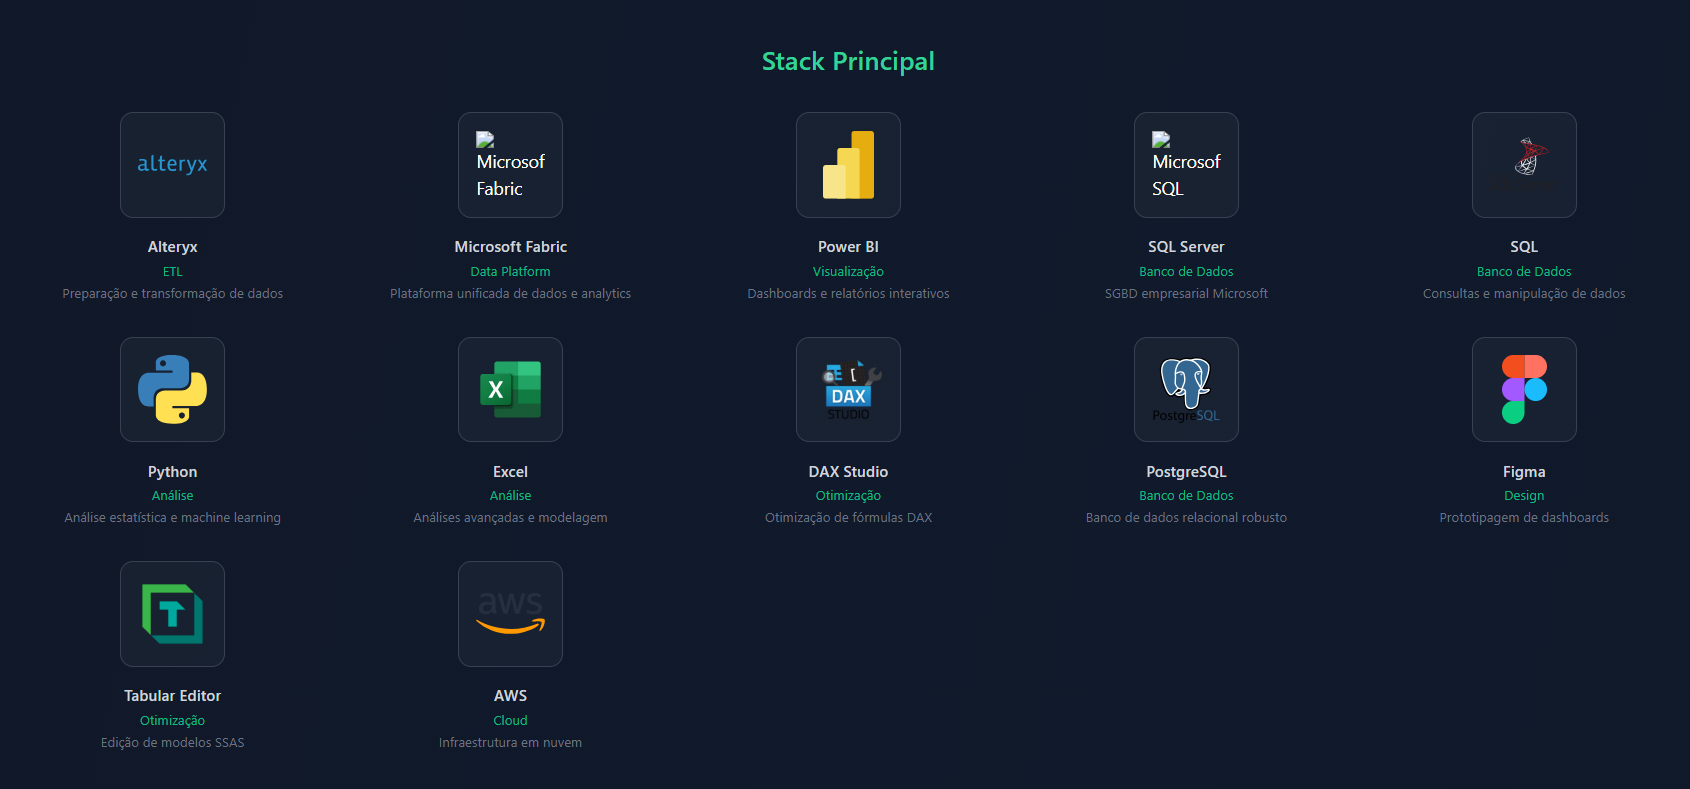 Stack Principal
alteryx
Microsof
Fabric
Microsof
SQL
Alteryx
ETL
Preparação e transformação de dados
Microsoft Fabric
Data Platform
Plataforma unificada de dados e analytics
Power BI
Visualização
Dashboards e relatórios interativos
SQL Server
Banco de Dados
SGBD empresarial Microsoft
SQL
Banco de Dados
Consultas e manipulação de dados
X
DAX
STUDIO
PostgreSQL
Python
Análise
Análise estatística e machine learning
Excel
Análise
Análises avançadas e modelagem
DAX Studio
Otimização
Otimização de fórmulas DAX
PostgreSQL
Banco de Dados
Banco de dados relacional robusto
Figma
Design
Prototipagem de dashboards
T
aws
Tabular Editor
Otimização
Edição de modelos SSAS
AWS
Cloud
Infraestrutura em nuvem